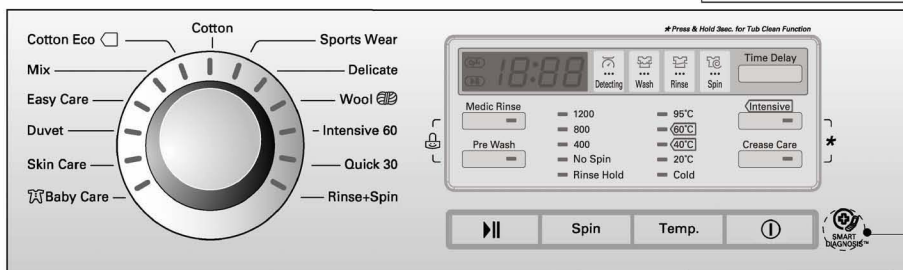 *Press & Hold 3sec. for Tub Clean Function
Cotton
Cotton Eco
Sports Wear
Mix
Delicate
Easy Care
Wool
Duvet
Intensive 60
Skin Care
Quick 30
Baby Care
Rinse+Spin
18:88
Detecting
Wash
Rinse
Spin
Time Delay
Medic Rinse
Pre Wash
1200
800
400
No Spin
Rinse Hold
95°C
60°C
40°C
20°C
Cold
Intensive
Crease Care
*
Spin
Temp.
SMART
DIAGNOSIS™